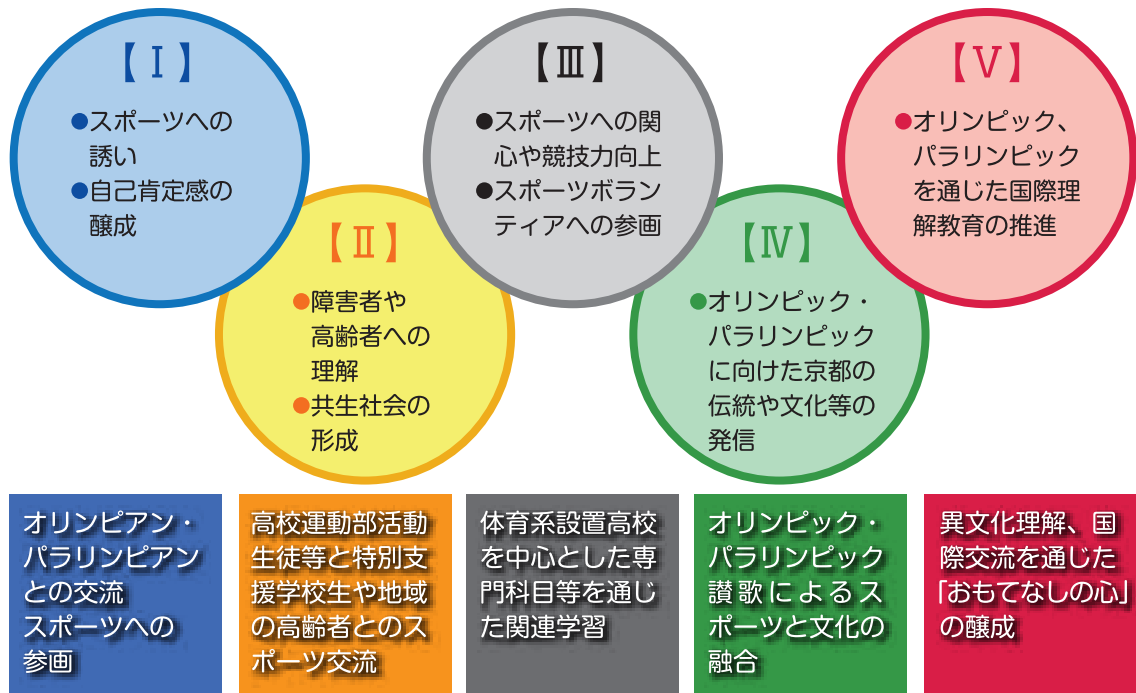 【Ⅰ】
●スポーツへの
誘い
●自己肯定感の
醸成
【Ⅱ】
●障害者や
高齢者への
理解
●共生社会の
形成
【Ⅲ】
●スポーツへの関
心や競技力向上
●スポーツボラン
ティアへの参画
【Ⅳ】
●オリンピック・
パラリンピック
に向けた京都の
伝統や文化等の
発信
【Ⅴ】
●オリンピック、
パラリンピック
を通じた国際理
解教育の推進
オリンピアン・
パラリンピアン
との交流
スポーツへの
参画
高校運動部活動
生徒等と特別支
援学校生や地域
の高齢者とのス
ポーツ交流
体育系設置高校
を中心とした専
門科目等を通じ
た関連学習
オリンピック・
パラリンピック
讃歌によるス
ポーツと文化の
融合
異文化理解、国
際交流を通じた
「おもてなしの心」
の醸成